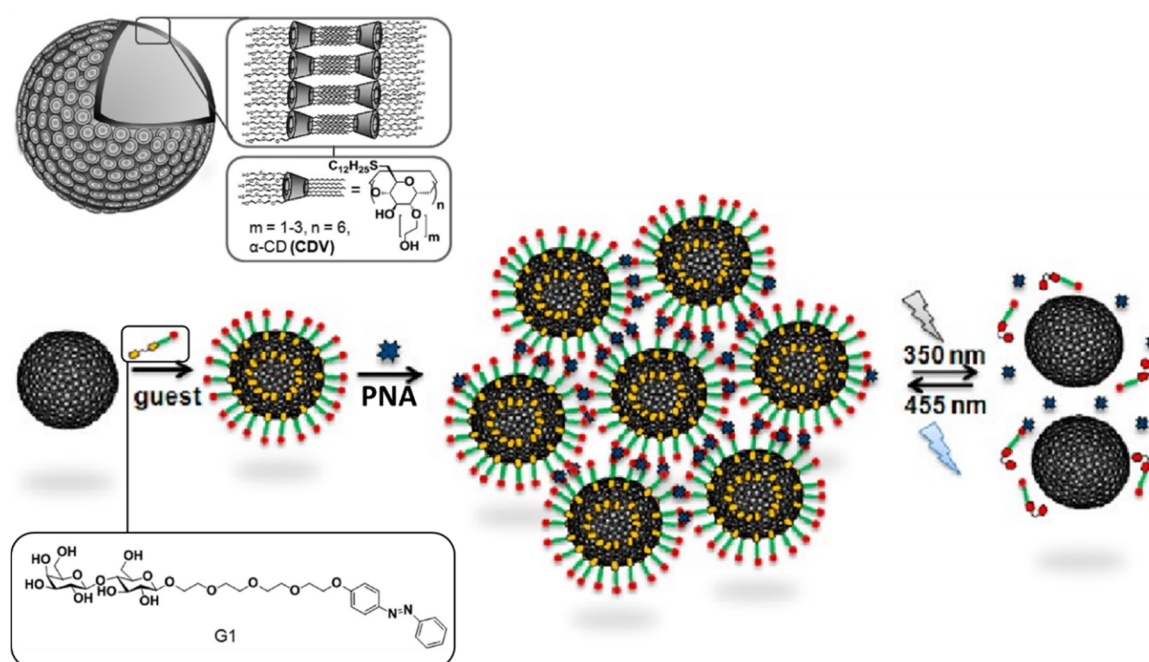 C₁₂H₂₅S
O
O
n
HO
O
m
OH
=
m = 1-3, n = 6,
α-CD (CDV)
guest
PNA
350 nm
455 nm
OH
HO
O
OH
HO
OH
O
O
HO
OH
O
O
O
O
O
N=N
G1